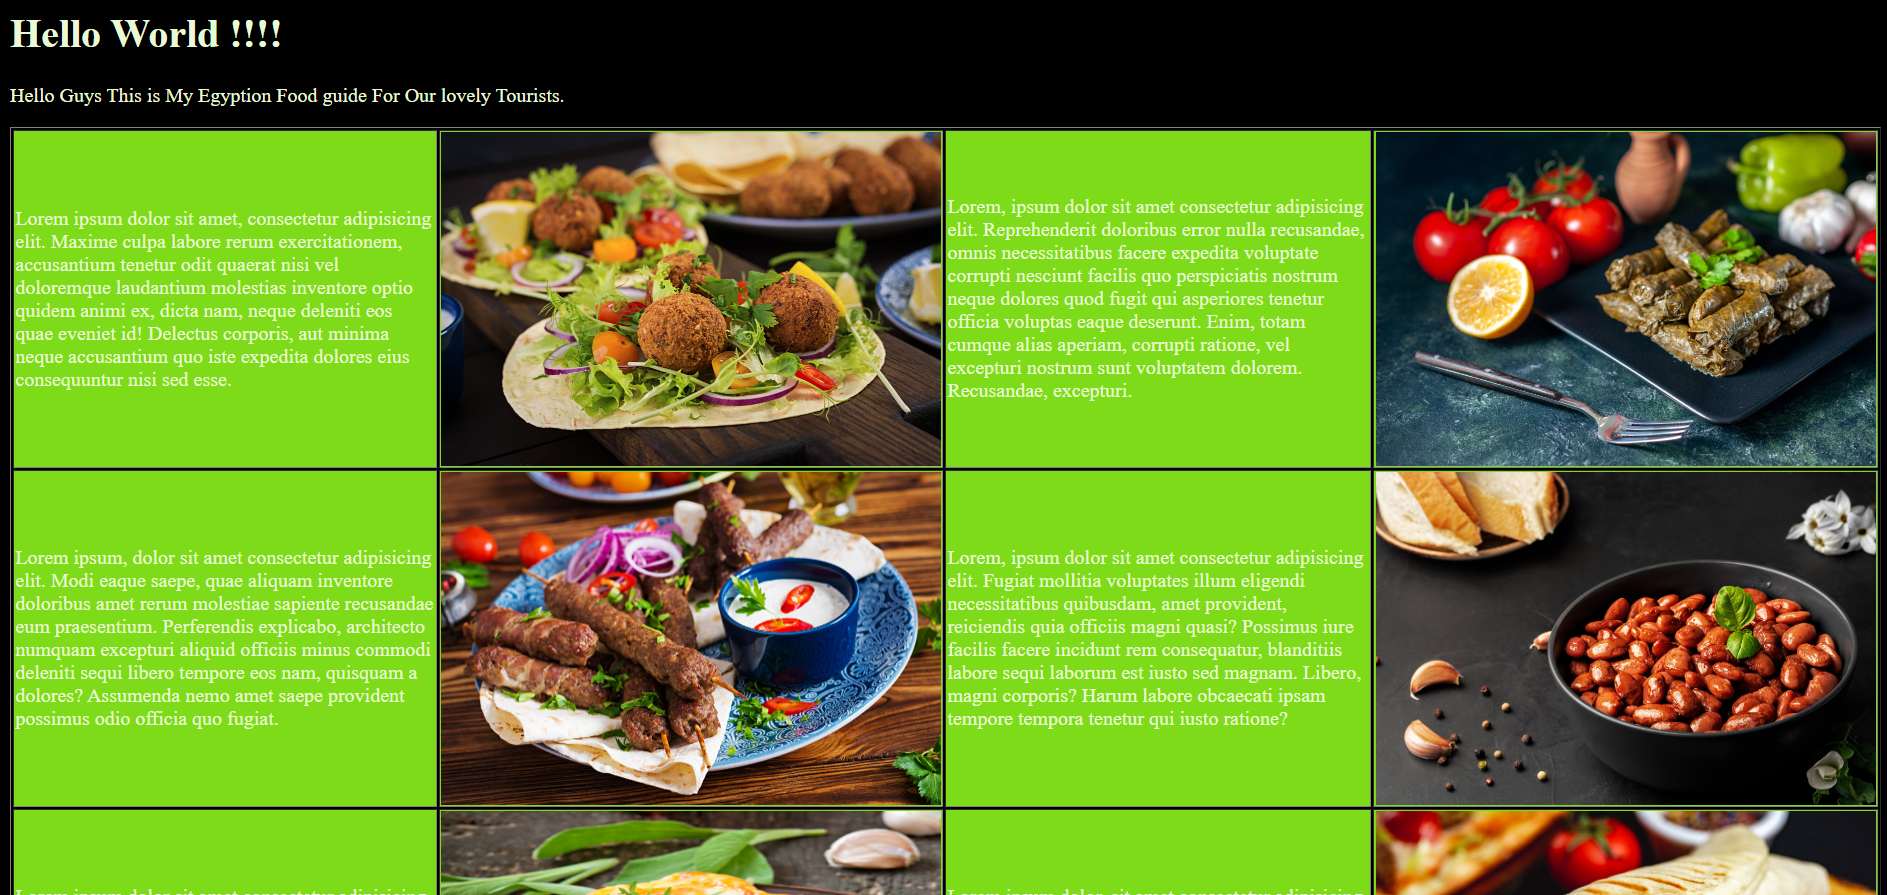 Hello World !!!!
Hello Guys This is My Egyption Food guide For Our lovely Tourists.
Lorem ipsum dolor sit amet, consectetur adipisicing
elit. Maxime culpa labore rerum exercitationem,
accusantium tenetur odit quaerat nisi vel
doloremque laudantium molestias inventore optio
quidem animi ex, dicta nam, neque deleniti eos
quae eveniet id! Delectus corporis, aut minima
neque accusantium quo iste expedita dolores eius
consequuntur nisi sed esse.
Lorem, ipsum dolor sit amet consectetur adipisicing
elit. Reprehenderit doloribus error nulla recusandae,
omnis necessitatibus facere expedita voluptate
corrupti nesciunt facilis quo perspiciatis nostrum
neque dolores quod fugit qui asperiores tenetur
officia voluptas eaque deserunt. Enim, totam
cumque alias aperiam, corrupti ratione, vel
excepturi nostrum sunt voluptatem dolorem.
Recusandae, excepturi.
Lorem ipsum, dolor sit amet consectetur adipisicing
elit. Modi eaque saepe, quae aliquam inventore
doloribus amet rerum molestiae sapiente recusandae
eum praesentium. Perferendis explicabo, architecto
numquam excepturi aliquid officiis minus commodi
deleniti sequi libero tempore eos nam, quisquam a
dolores? Assumenda nemo amet saepe provident
possimus odio officia quo fugiat.
Lorem, ipsum dolor sit amet consectetur adipisicing
elit. Fugiat mollitia voluptates illum eligendi
necessitatibus quibusdam, amet provident,
reiciendis quia officiis magni quasi? Possimus iure
facilis facere incidunt rem consequatur, blanditiis
labore sequi laborum est iusto sed magnam. Libero,
magni corporis? Harum labore obcaecati ipsam
tempore tempora tenetur qui iusto ratione?